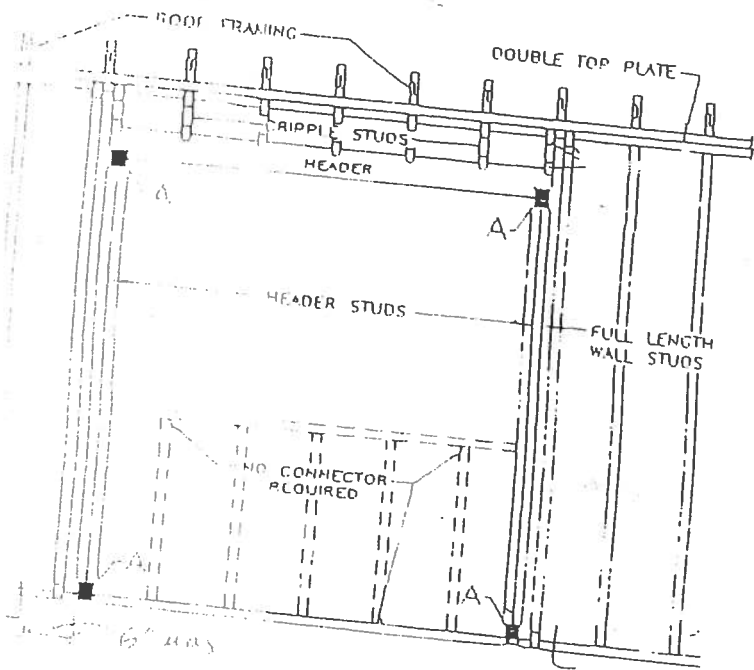 ROOF FRAMING
DOUBLE TOP PLATE
CRIPPLE STUDS
HEADER
A
A
HEADER STUDS
FULL LENGTH
WALL STUDS
NO CONNECTOR
REQUIRED
A
A